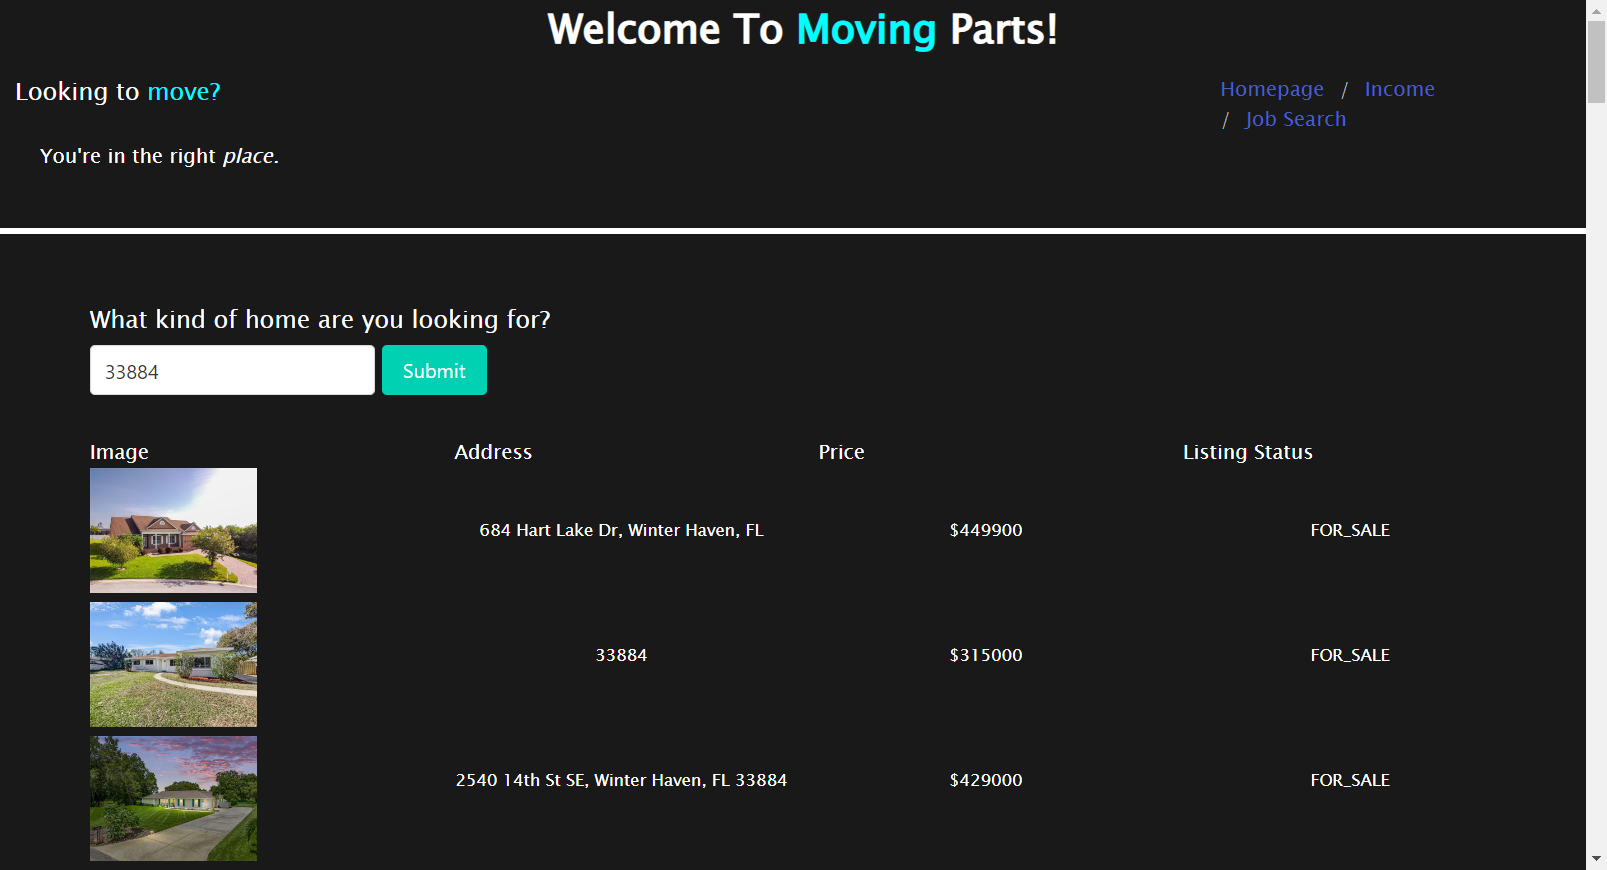 Welcome To Moving Parts!
Looking to move?
Homepage / Income
/ Job Search
You're in the right place.
What kind of home are you looking for?
33884 Submit
Image Address Price Listing Status
684 Hart Lake Dr, Winter Haven, FL $449900 FOR_SALE
33884 $315000 FOR_SALE
2540 14th St SE, Winter Haven, FL 33884 $429000 FOR_SALE